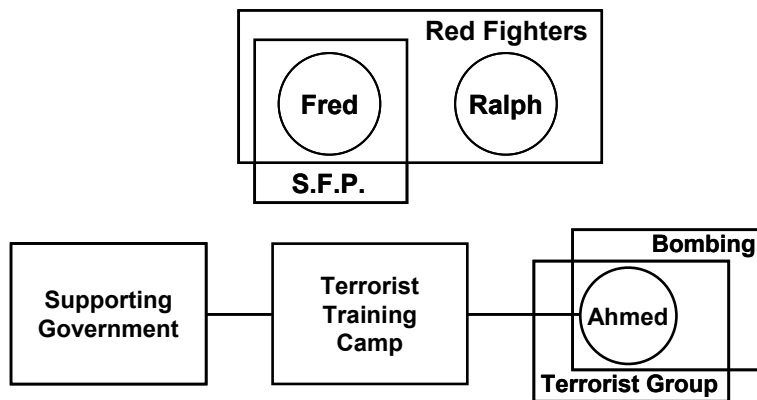 Red Fighters
Fred
Ralph
S.F.P.
Supporting
Government
Terrorist
Training
Camp
Bombing
Ahmed
Terrorist Group